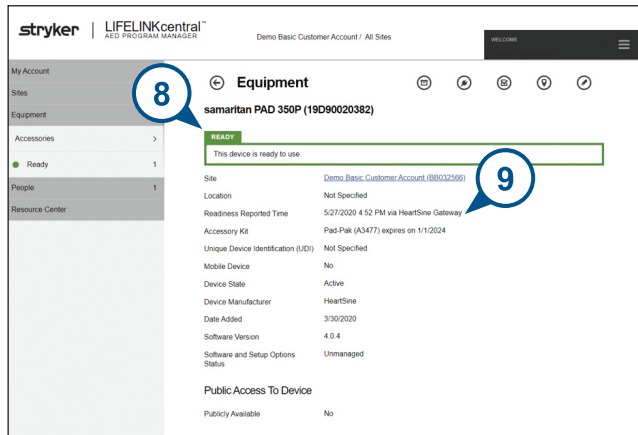 stryker
LIFELINKcentral™
AED PROGRAM MANAGER
Demo Basic Customer Account / All Sites
WELCOME
My Account
Sites
Equipment
Accessories >
Ready 1
People 1
Resource Center
8
Equipment
samaritan PAD 350P (19D90020382)
READY
This device is ready to use.
9
Site Demo Basic Customer Account (BB032566)
Location Not Specified
Readiness Reported Time 5/27/2020 4:52 PM via HeartSine Gateway
Accessory Kit Pad-Pak (A3477) expires on 1/1/2024
Unique Device Identification (UDI) Not Specified
Mobile Device No
Device State Active
Device Manufacturer HeartSine
Date Added 3/30/2020
Software Version 4.0.4
Software and Setup Options Unmanaged
Status
Public Access To Device
Publicly Available No